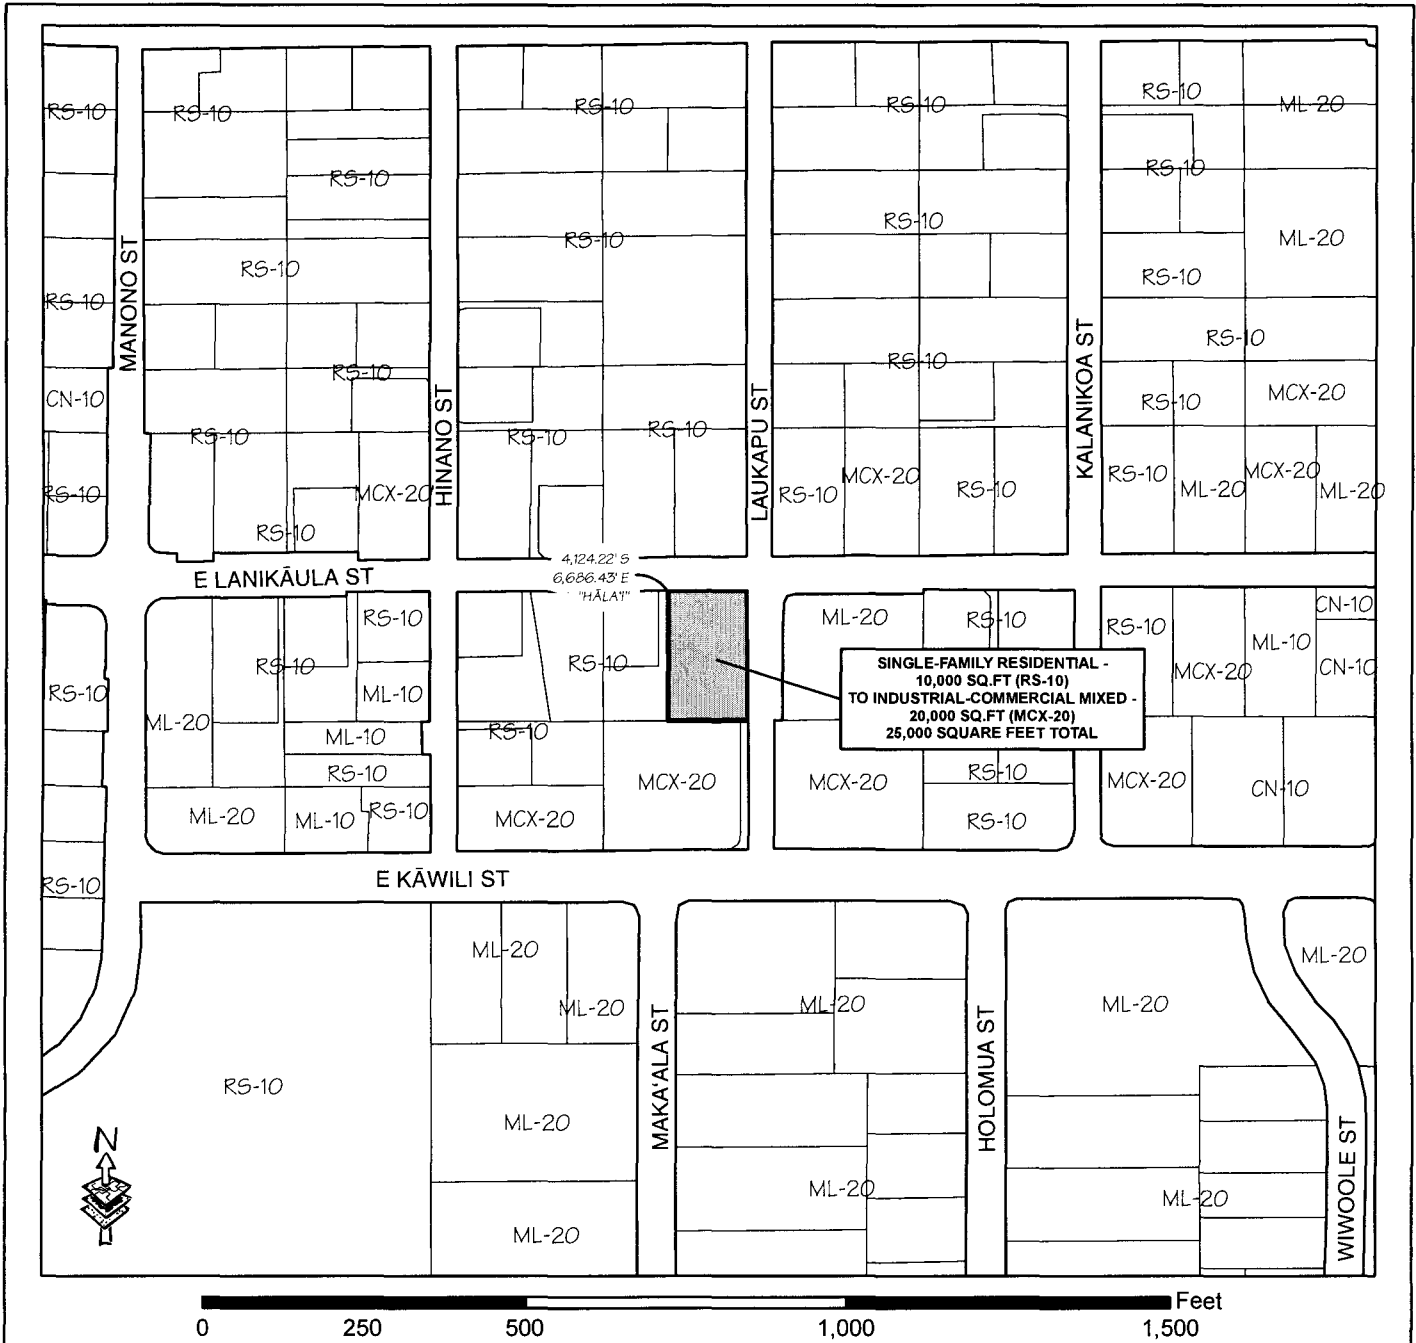 RS-10
RS-10
RS-10
RS-10
RS-10
ML-20
RS-10
RS-10
RS-10
RS-10
RS-10
ML-20
RS-10
RS-10
RS-10
MANONO ST
RS-10
RS-10
RS-10
CN-10
RS-10
MCX-20
HINANO ST
LAUKAPU ST
KALANIKOA ST
RS-10
RS-10
RS-10
RS-10
MCX-20
RS-10
RS-10
MCX-20
RS-10
MCX-20
RS-10
RS-10
ML-20
MCX-20
ML-20
4,124.22' S
6,686.43' E
"HĀLA'I"
E LANIKĀULA ST
RS-10
ML-20
RS-10
RS-10
CN-10
ML-10
RS-10
RS-10
MCX-20
CN-10
RS-10
ML-10
ML-20
SINGLE-FAMILY RESIDENTIAL -
10,000 SQ.FT (RS-10)
TO INDUSTRIAL-COMMERCIAL MIXED -
20,000 SQ.FT (MCX-20)
25,000 SQUARE FEET TOTAL
ML-10
RS-10
RS-10
MCX-20
MCX-20
RS-10
MCX-20
CN-10
ML-20
ML-10
RS-10
MCX-20
RS-10
E KĀWILI ST
RS-10
ML-20
ML-20
ML-20
ML-20
ML-20
RS-10
MAKA'ALA ST
HOLOMUA ST
WIWOOLE ST
ML-20
ML-20
ML-20
ML-20
N
Feet
0 250 500 1,000 1,500